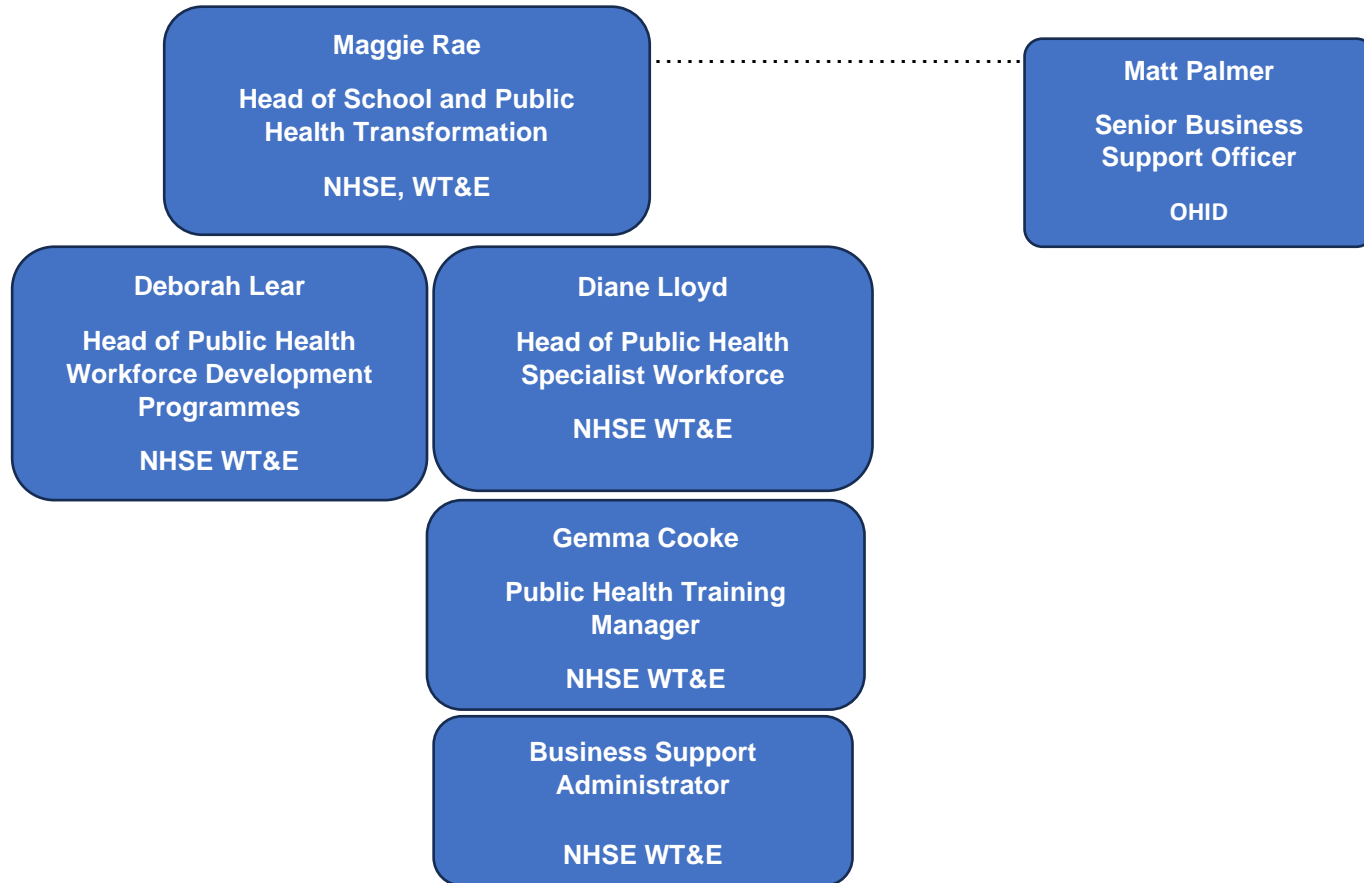 Maggie Rae
Head of School and Public
Health Transformation
NHSE, WT&E
Matt Palmer
Senior Business
Support Officer
OHID
Deborah Lear
Head of Public Health
Workforce Development
Programmes
NHSE WT&E
Diane Lloyd
Head of Public Health
Specialist Workforce
NHSE WT&E
Gemma Cooke
Public Health Training
Manager
NHSE WT&E
Business Support
Administrator
NHSE WT&E